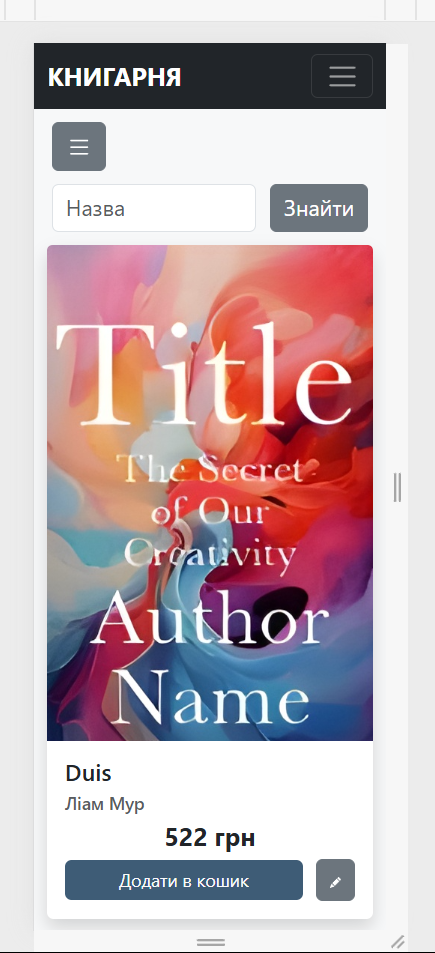 КНИГАРНЯ
Назва
Знайти
Title
The Secret
of Our
Creativity
Author
Name
Duis
Ліам Мур
522 грн
Додати в кошик